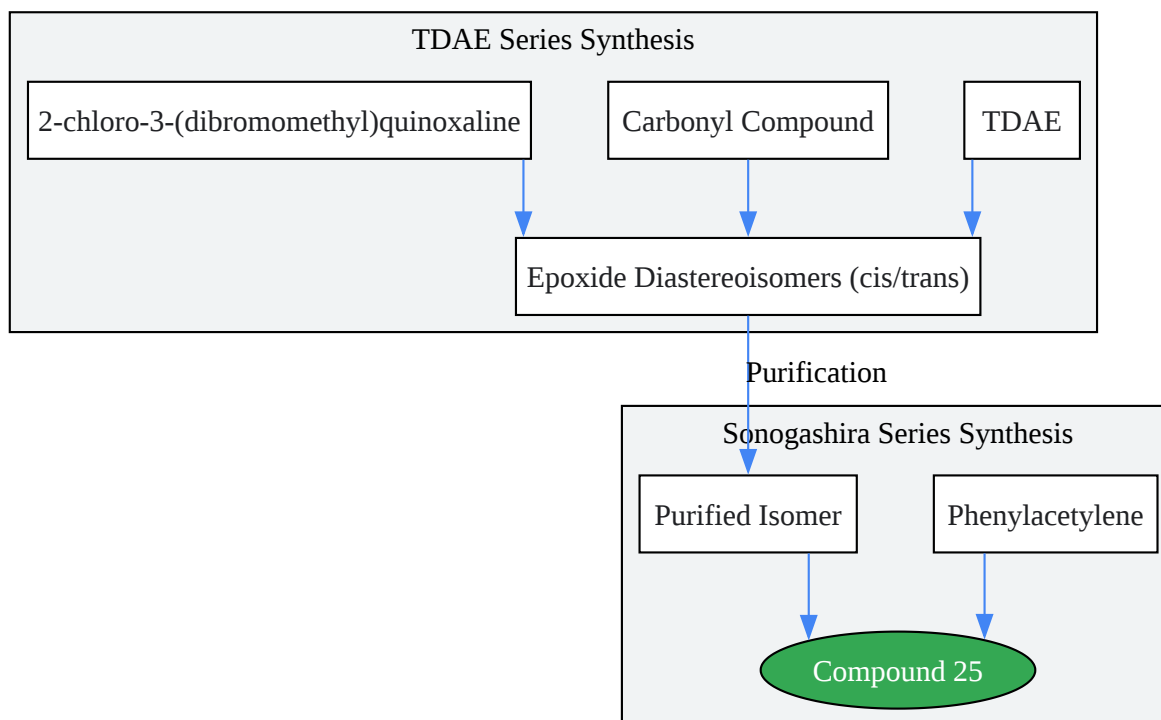 TDAE Series Synthesis
2-chloro-3-(dibromomethyl)quinoxaline
Carbonyl Compound
TDAE
Epoxide Diastereoisomers (cis/trans)
Purification
Sonogashira Series Synthesis
Purified Isomer
Phenylacetylene
Compound 25